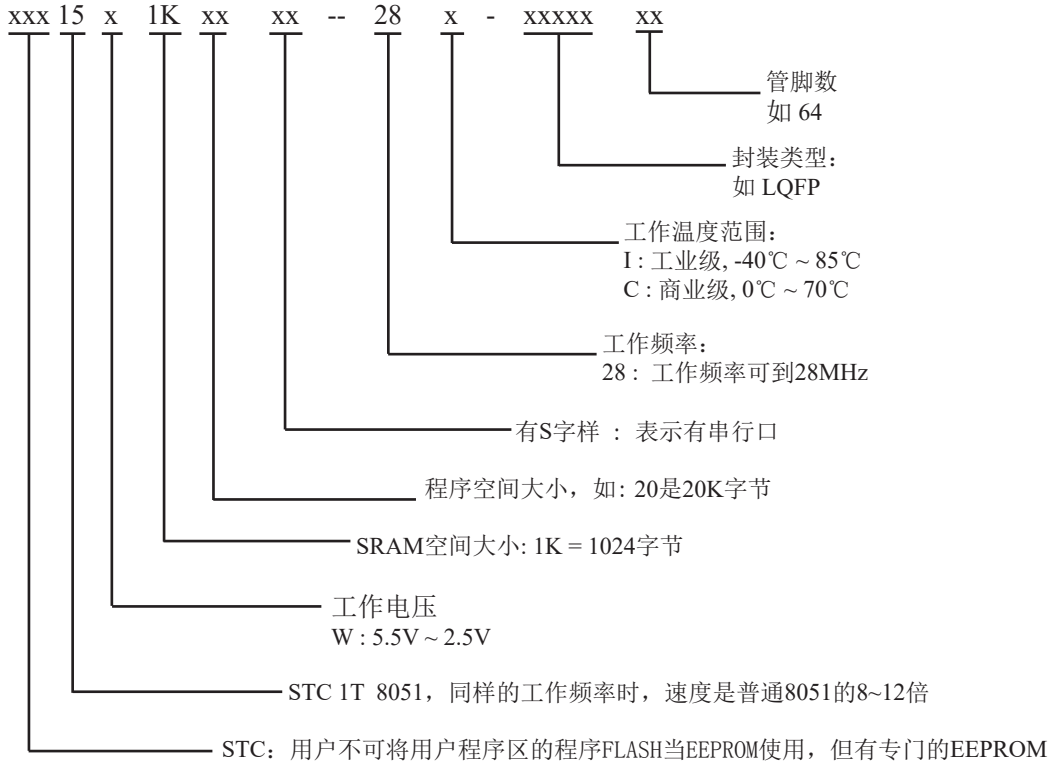 xxx 15 x 1K xx xx -- 28 x - xxxxx xx
管脚数
如 64
封装类型：
如 LQFP
工作温度范围：
I : 工业级, -40℃ ~ 85℃
C : 商业级, 0℃ ~ 70℃
工作频率：
28 : 工作频率可到28MHz
有S字样 : 表示有串行口
程序空间大小，如: 20是20K字节
SRAM空间大小: 1K = 1024字节
工作电压
W : 5.5V ~ 2.5V
STC 1T 8051，同样的工作频率时，速度是普通8051的8~12倍
STC：用户不可将用户程序区的程序FLASH当EEPROM使用，但有专门的EEPROM